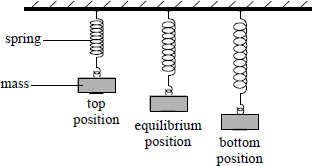 spring
mass
top
position
equilibrium
position
bottom
position